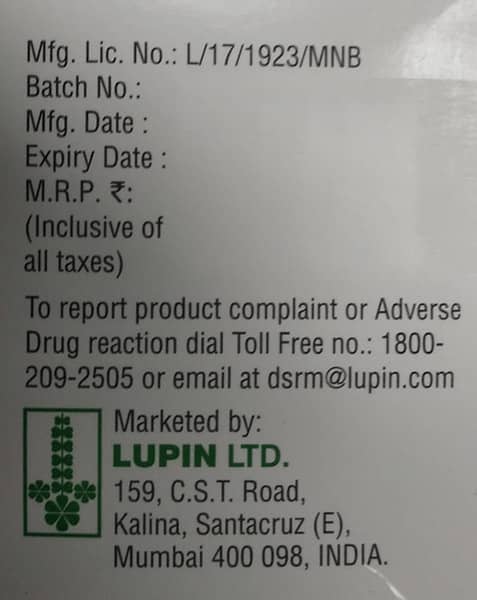 Mfg. Lic. No.: L/17/1923/MNB
Batch No.:
Mfg. Date :
Expiry Date :
M.R.P. ₹:
(Inclusive of
all taxes)
To report product complaint or Adverse
Drug reaction dial Toll Free no.: 1800-
209-2505 or email at dsrm@lupin.com
Marketed by:
LUPIN LTD.
159, C.S.T. Road,
Kalina, Santacruz (E),
Mumbai 400 098, INDIA.